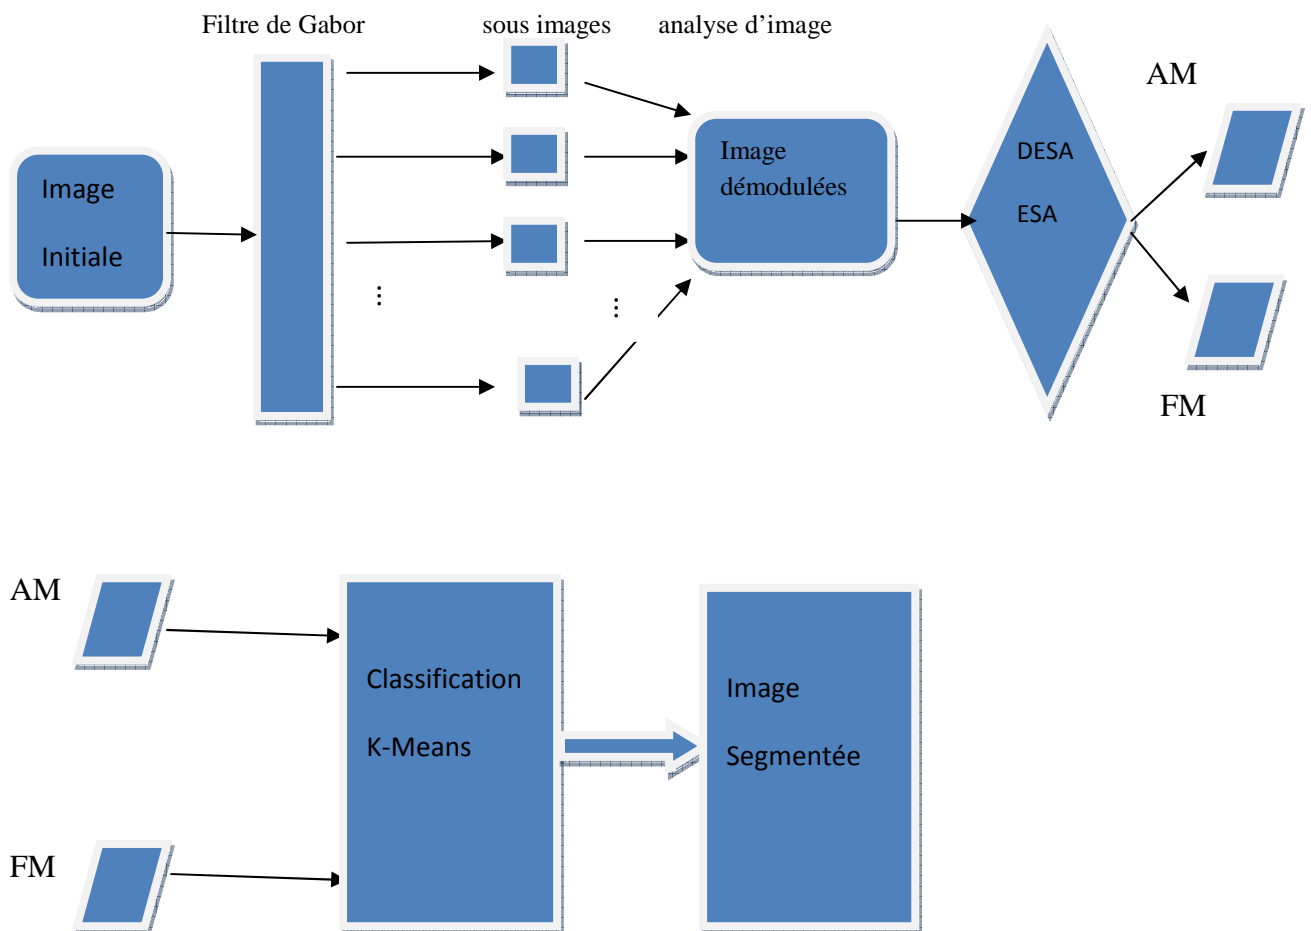 Filtre de Gabor
sous images
analyse d’image
AM
Image
Initiale
...
...
Image
démodulées
DESA
ESA
FM
AM
Classification
K-Means
Image
Segmentée
FM